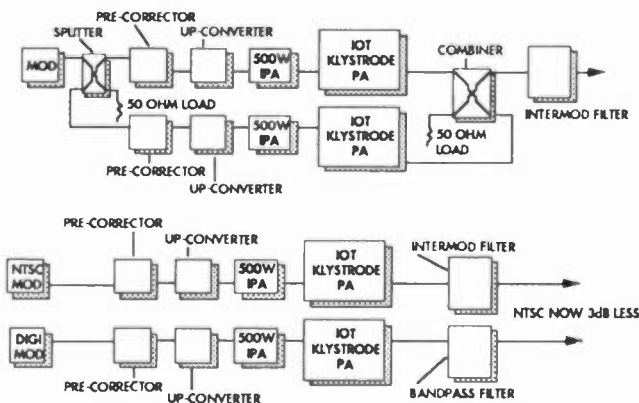 PRE-CORRECTOR
SPUTTER
UP-CONVERTER
MOD
500W
IPA
IOT
KLYSTRODE
PA
COMBINER
INTERMOD FILTER
50 OHM LOAD
500W
IPA
IOT
KLYSTRODE
PA
50 OHM
LOAD
PRE-CORRECTOR
UP-CONVERTER
PRE-CORRECTOR
UP-CONVERTER
NTSC
MOD
500W
IPA
IOT
KLYSTRODE
PA
INTERMOD FILTER
NTSC NOW 3dB LESS
DIGI
MOD
500W
IPA
IOT
KLYSTRODE
PA
PRE-CORRECTOR
UP-CONVERTER
BANDPASS FILTER